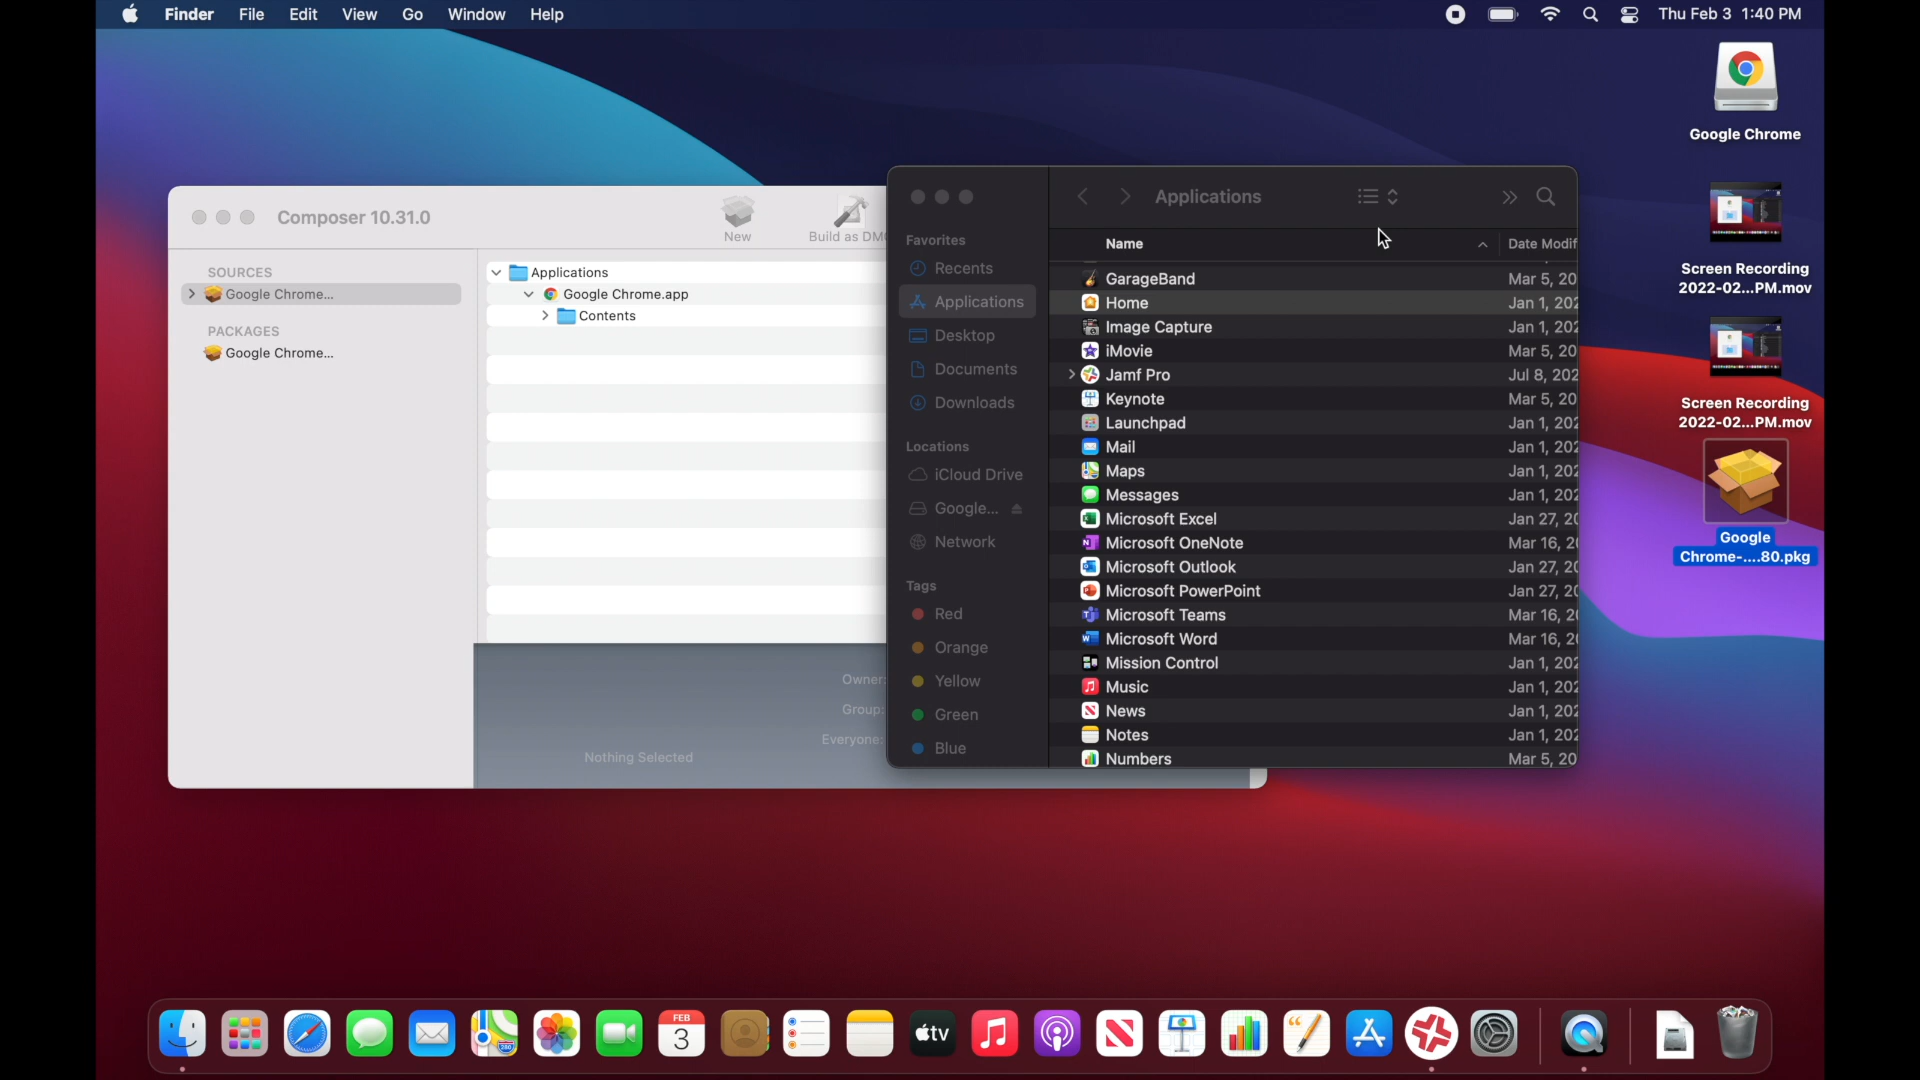 Finder File Edit View Go Window Help
Thu Feb 3 1:40 PM
Google Chrome
Screen Recording
2022-02...PM.mov
Screen Recording
2022-02...PM.mov
Google
Chrome-....80.pkg
Composer 10.31.0
New
Build as DM
SOURCES
Google Chrome...
PACKAGES
Google Chrome...
Applications
Google Chrome.app
Contents
Owner:
Group:
Everyone:
Nothing Selected
Favorites
Recents
Applications
Desktop
Documents
Downloads
Locations
iCloud Drive
Google...
Network
Tags
Red
Orange
Yellow
Green
Blue
Applications
Name Date Modif
GarageBand Mar 5, 20
Home Jan 1, 202
Image Capture Jan 1, 202
iMovie Mar 5, 20
Jamf Pro Jul 8, 202
Keynote Mar 5, 20
Launchpad Jan 1, 202
Mail Jan 1, 202
Maps Jan 1, 202
Messages Jan 1, 202
Microsoft Excel Jan 27, 20
Microsoft OneNote Mar 16, 2
Microsoft Outlook Jan 27, 20
Microsoft PowerPoint Jan 27, 20
Microsoft Teams Mar 16, 2
Microsoft Word Mar 16, 2
Mission Control Jan 1, 202
Music Jan 1, 202
News Jan 1, 202
Notes Jan 1, 202
Numbers Mar 5, 20
FEB
3
tv